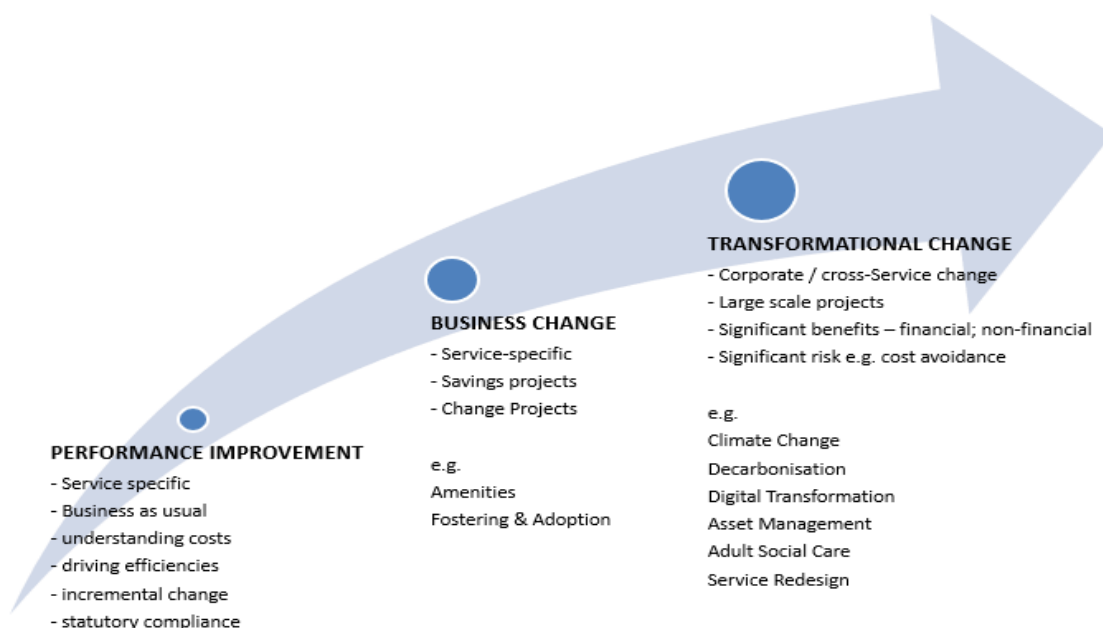 PERFORMANCE IMPROVEMENT
- Service specific
- Business as usual
- understanding costs
- driving efficiencies
- incremental change
- statutory compliance
BUSINESS CHANGE
- Service-specific
- Savings projects
- Change Projects
e.g.
Amenities
Fostering & Adoption
TRANSFORMATIONAL CHANGE
- Corporate / cross-Service change
- Large scale projects
- Significant benefits – financial; non-financial
- Significant risk e.g. cost avoidance
e.g.
Climate Change
Decarbonisation
Digital Transformation
Asset Management
Adult Social Care
Service Redesign